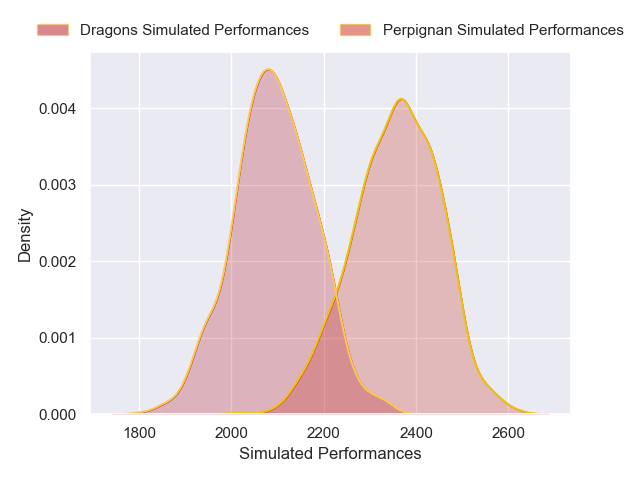 Dragons Simulated Performances Perpignan Simulated Performances
0.004
0.003
0.002
0.001
0.000
Density
1800 2000 2200 2400 2600
Simulated Performances